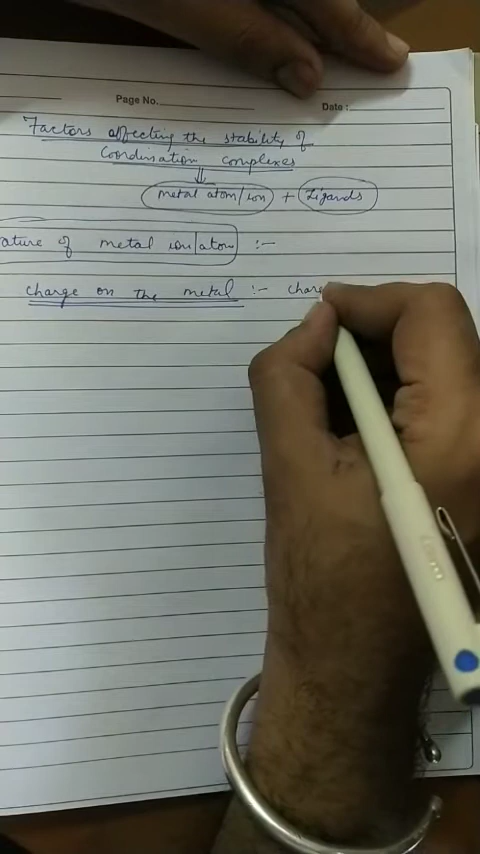 Page No. Date :
Factors affecting the stability of
Coordination complexes
⇓
metal atom/ion + Ligands
ature of metal ion/atom :-
charge on the metal :- charg